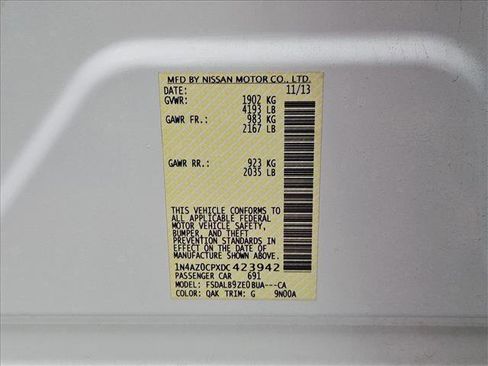 MFD BY NISSAN MOTOR CO., LTD.
DATE: 11/13
GVWR: 1902 KG
4193 LB
GAWR FR.: 983 KG
2167 LB
GAWR RR.: 923 KG
2035 LB
THIS VEHICLE CONFORMS TO
ALL APPLICABLE FEDERAL
MOTOR VEHICLE SAFETY,
BUMPER, AND THEFT
PREVENTION STANDARDS IN
EFFECT ON THE DATE OF
MANUFACTURE SHOWN ABOVE.
1N4AZ0CPXDC423942
PASSENGER CAR 691
MODEL: FSDALB9ZE0BUA---CA
COLOR: QAK TRIM: G 9N00A